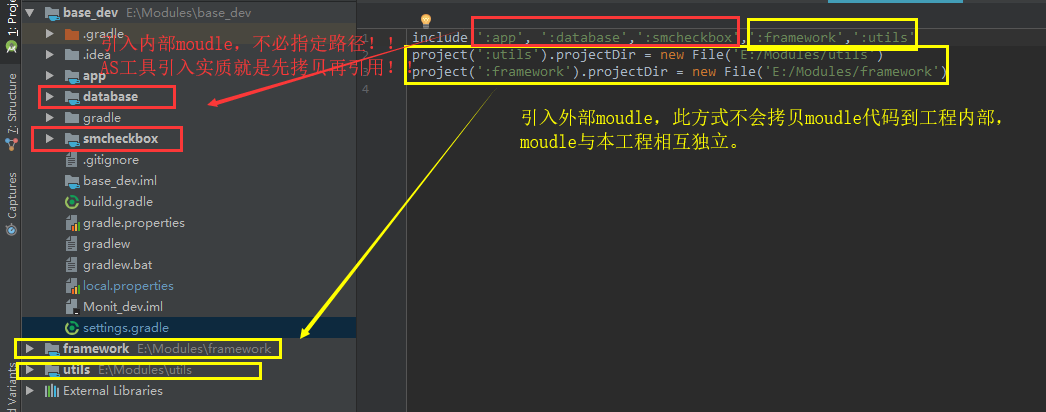 1: Proje
7: Structure
Captures
d Variants
base_dev E:\Modules\base_dev
.gradle
.idea
app
database
gradle
smcheckbox
.gitignore
base_dev.iml
build.gradle
gradle.properties
gradlew
gradlew.bat
local.properties
Monit_dev.iml
settings.gradle
framework E:\Modules\framework
utils E:\Modules\utils
External Libraries
引入内部moudle，不必指定路径！！
AS工具引入实质就是先拷贝再引用！！
1
4
include ':app', ':database',':smcheckbox',':framework',':utils'
project(':utils').projectDir = new File('E:/Modules/utils')
project(':framework').projectDir = new File('E:/Modules/framework')
引入外部moudle，此方式不会拷贝moudle代码到工程内部，
moudle与本工程相互独立。